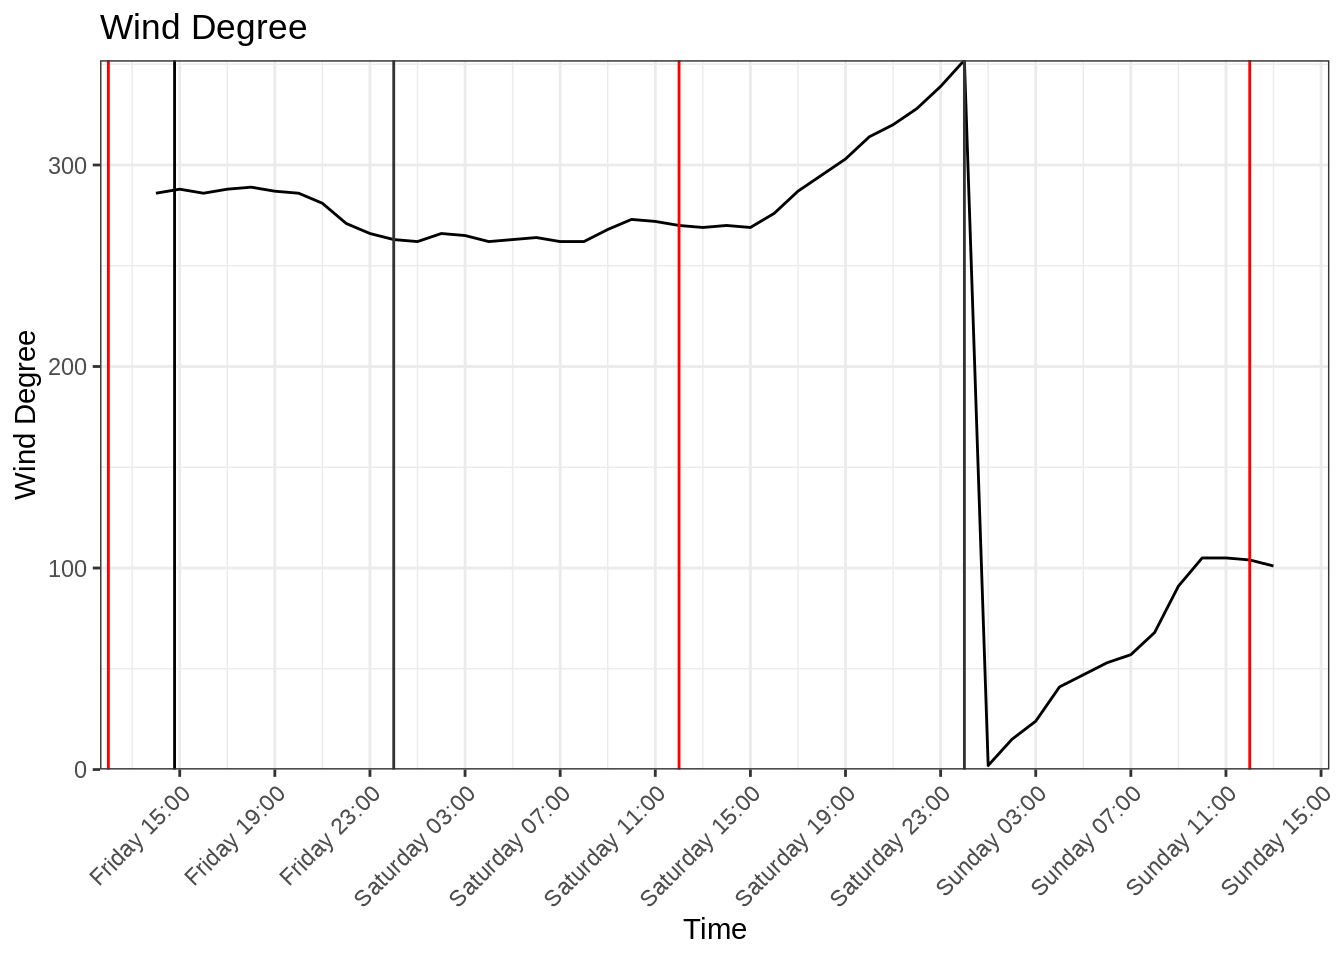 Wind Degree
Wind Degree
300
200
100
0
Friday 15:00
Friday 19:00
Friday 23:00
Saturday 03:00
Saturday 07:00
Saturday 11:00
Saturday 15:00
Saturday 19:00
Saturday 23:00
Sunday 03:00
Sunday 07:00
Sunday 11:00
Sunday 15:00
Time